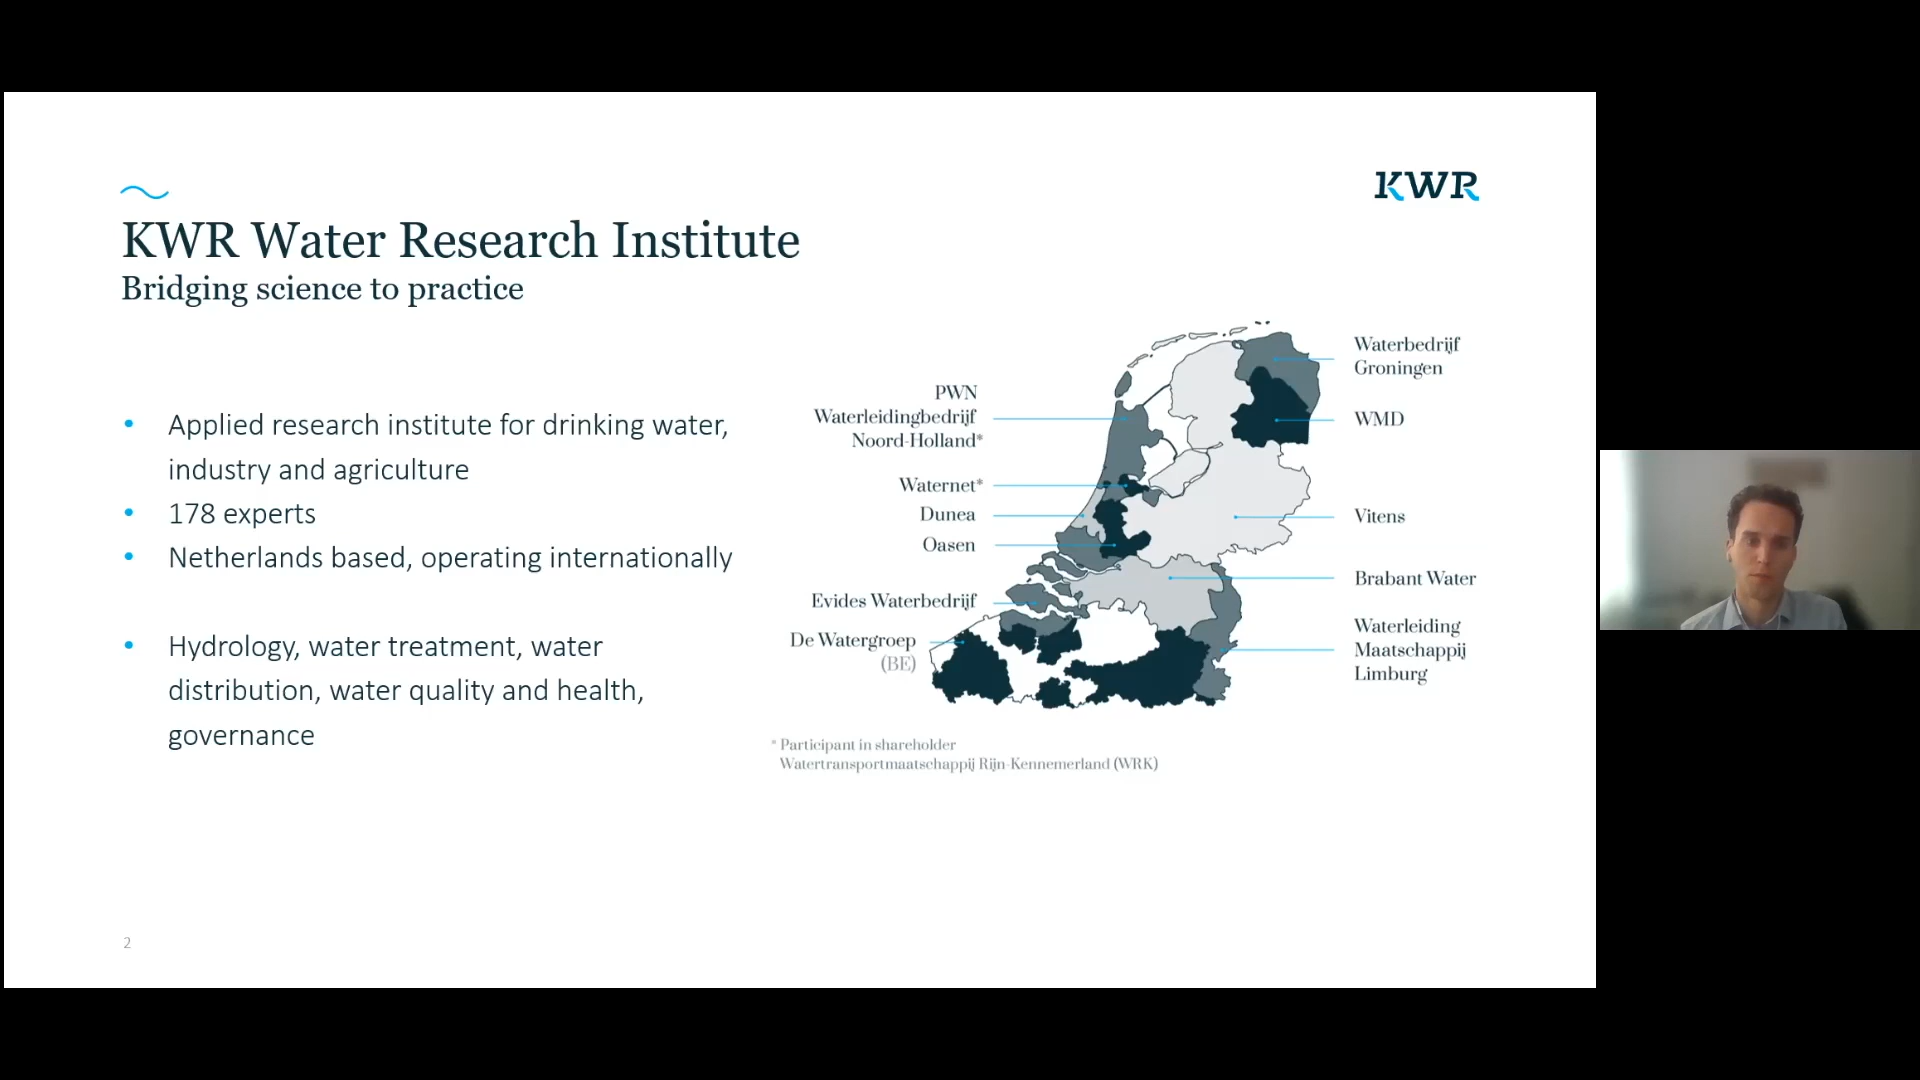 KWR
KWR Water Research Institute
Bridging science to practice
• Applied research institute for drinking water,
industry and agriculture
• 178 experts
• Netherlands based, operating internationally
• Hydrology, water treatment, water
distribution, water quality and health,
governance
PWN
Waterleidingbedrijf
Noord-Holland*
Waternet*
Dunea
Oasen
Evides Waterbedrijf
De Watergroep
(BE)
Waterbedrijf
Groningen
WMD
Vitens
Brabant Water
Waterleiding
Maatschappij
Limburg
* Participant in shareholder
Watertransportmaatschappij Rijn-Kennemerland (WRK)
2